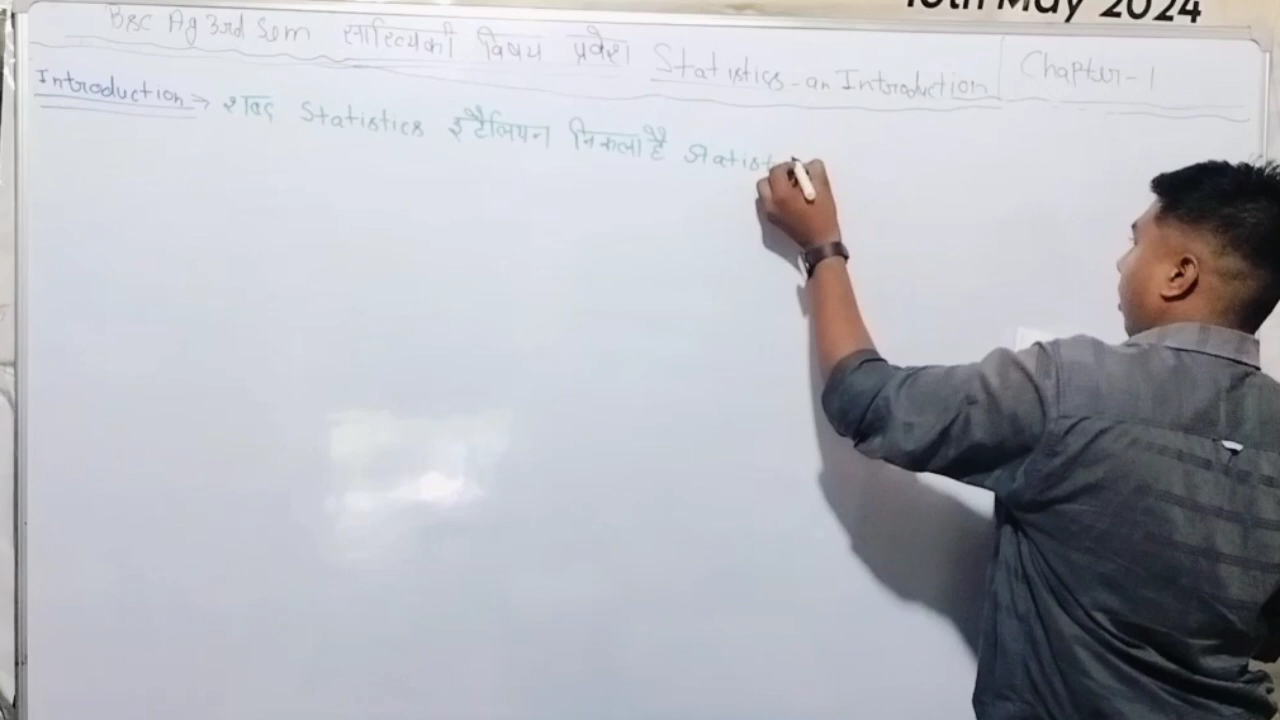 10th May 2024
BSC Ag 3rd Sem सांख्यिकी विषय प्रवेश Statistics - an Introduction Chapter-1
Introduction → शब्द Statistics इटैलियन निकला है Statist